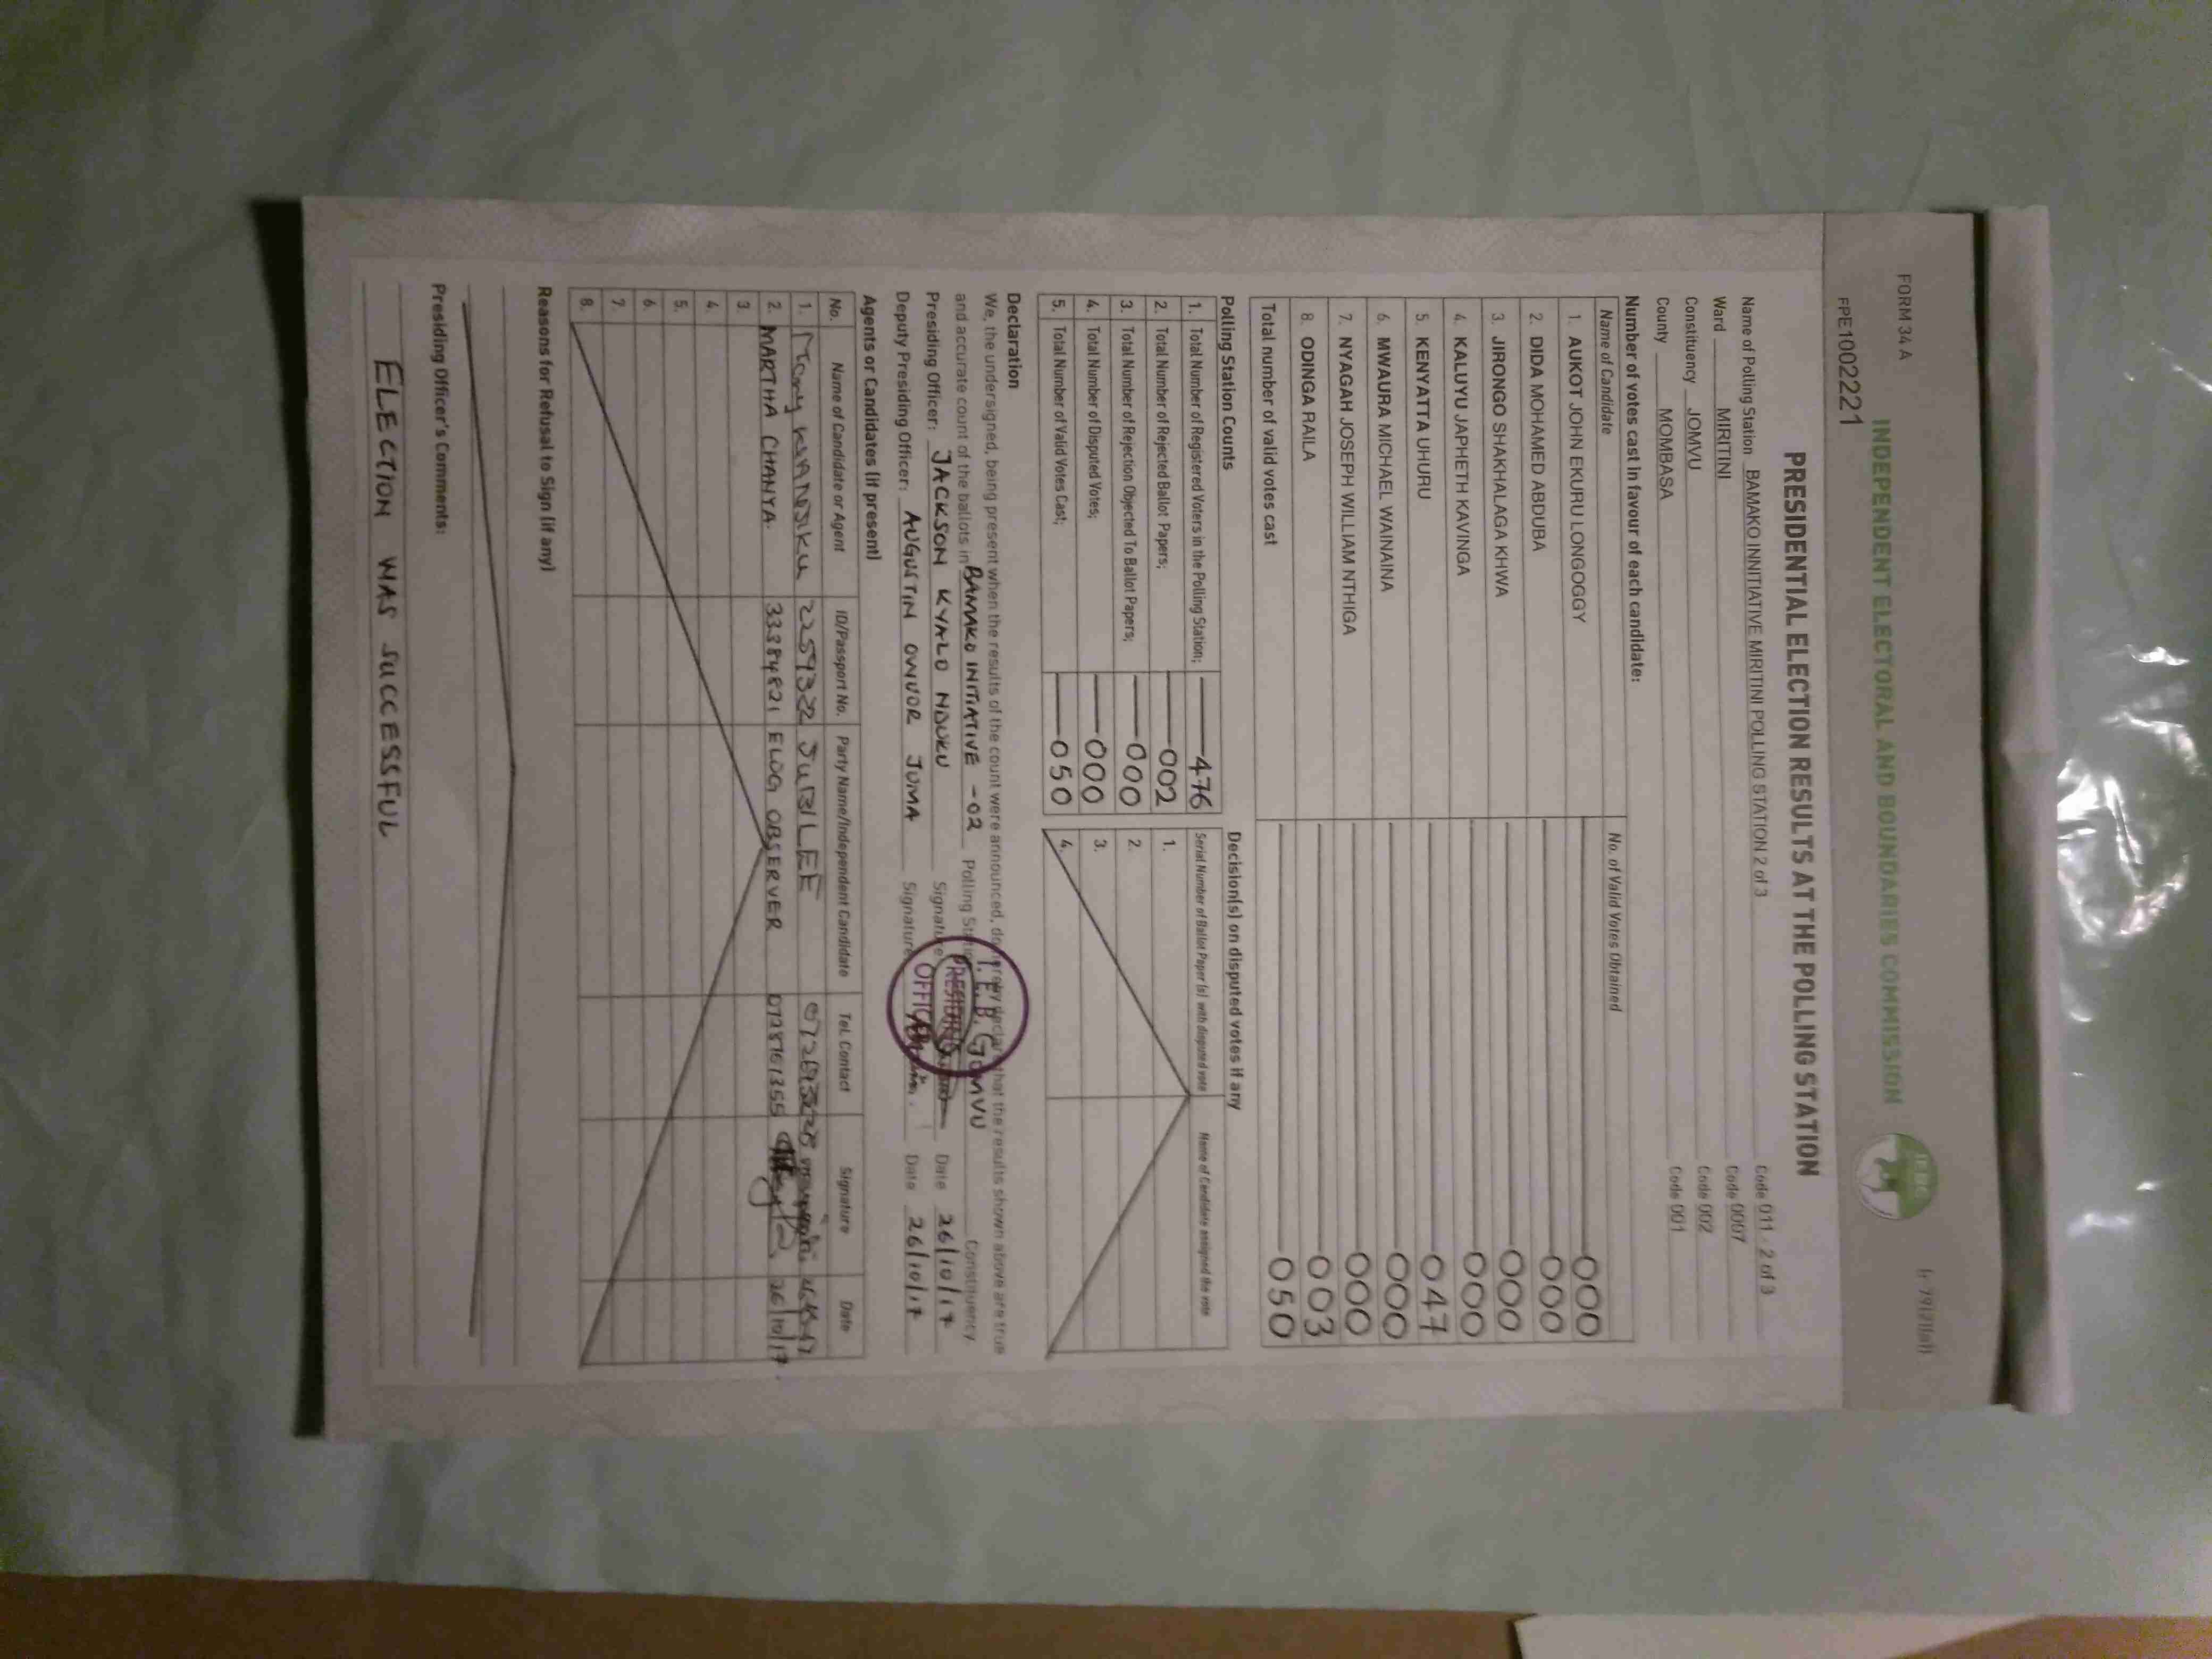 FORM 34 A
INDEPENDENT ELECTORAL AND BOUNDARIES COMMISSION
IEBC
FPE1002221
PRESIDENTIAL ELECTION RESULTS AT THE POLLING STATION
Name of Polling Station BAMAKO INNITIATIVE MIRITINI POLLING STATION 2 of 3 Code 011 - 2 of 3
Ward MIRITINI Code 0007
Constituency JOMVU Code 002
County MOMBASA Code 001
Number of votes cast in favour of each candidate:
Name of Candidate No. of Valid Votes Obtained
1. AUKOT JOHN EKURU LONGOGGY 000
2. DIDA MOHAMED ABDUBA 000
3. JIRONGO SHAKHALAGA KHWA 000
4. KALUYU JAPHETH KAVINGA 000
5. KENYATTA UHURU 047
6. MWAURA MICHAEL WAINAINA 000
7. NYAGAH JOSEPH WILLIAM NTHIGA 000
8. ODINGA RAILA 003
Total number of valid votes cast 050
Polling Station Counts
1. Total Number of Registered Voters in the Polling Station; 476
2. Total Number of Rejected Ballot Papers; 002
3. Total Number of Rejection Objected To Ballot Papers; 000
4. Total Number of Disputed Votes; 000
5. Total Number of Valid Votes Cast; 050
Decision(s) on disputed votes if any
Serial Number of Ballot Paper (s) with disputed vote Name of Candidate assigned the vote
1.
2.
3.
4.
Declaration
We, the undersigned, being present when the results of the count were announced, do hereby declare that the results shown above are true
and accurate count of the ballots in BAMAKO INITIATIVE - 02 Polling Station JOMVU Constituency.
Presiding Officer: JACKSON KYALO NDUKU Signature Date 26/10/17
Deputy Presiding Officer: AUGUSTIN OWUOR JUMA Signature Date 26/10/17
I.E.B.C
PRESIDING
OFFICER
Agents or Candidates (if present)
No. Name of Candidate or Agent ID/Passport No. Party Name/Independent Candidate Tel. Contact Signature Date
1. JUBILEE
2. MARTHA CHANYA. 33384821 ELOG OBSERVER 26/10/17
3.
4.
5.
6.
7.
8.
Reasons for Refusal to Sign (if any)
Presiding Officer's Comments:
ELECTION WAS SUCCESSFUL